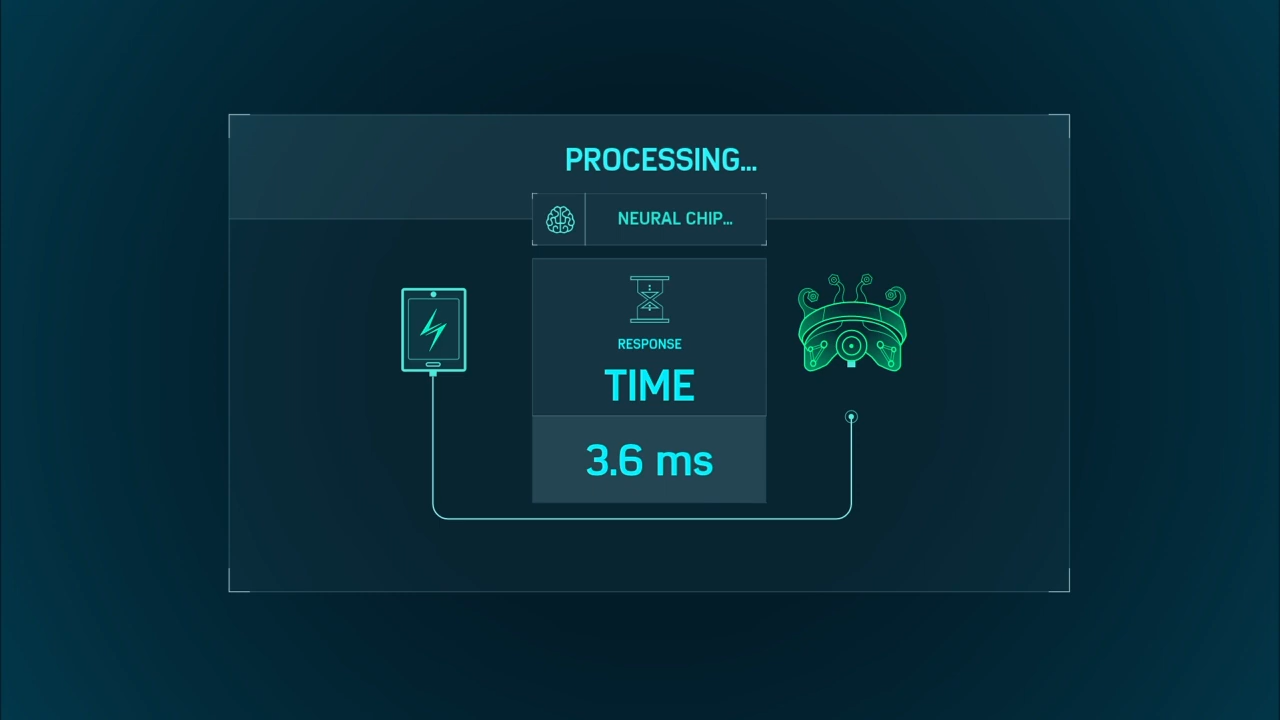 PROCESSING...
NEURAL CHIP...
RESPONSE
TIME
3.6 ms